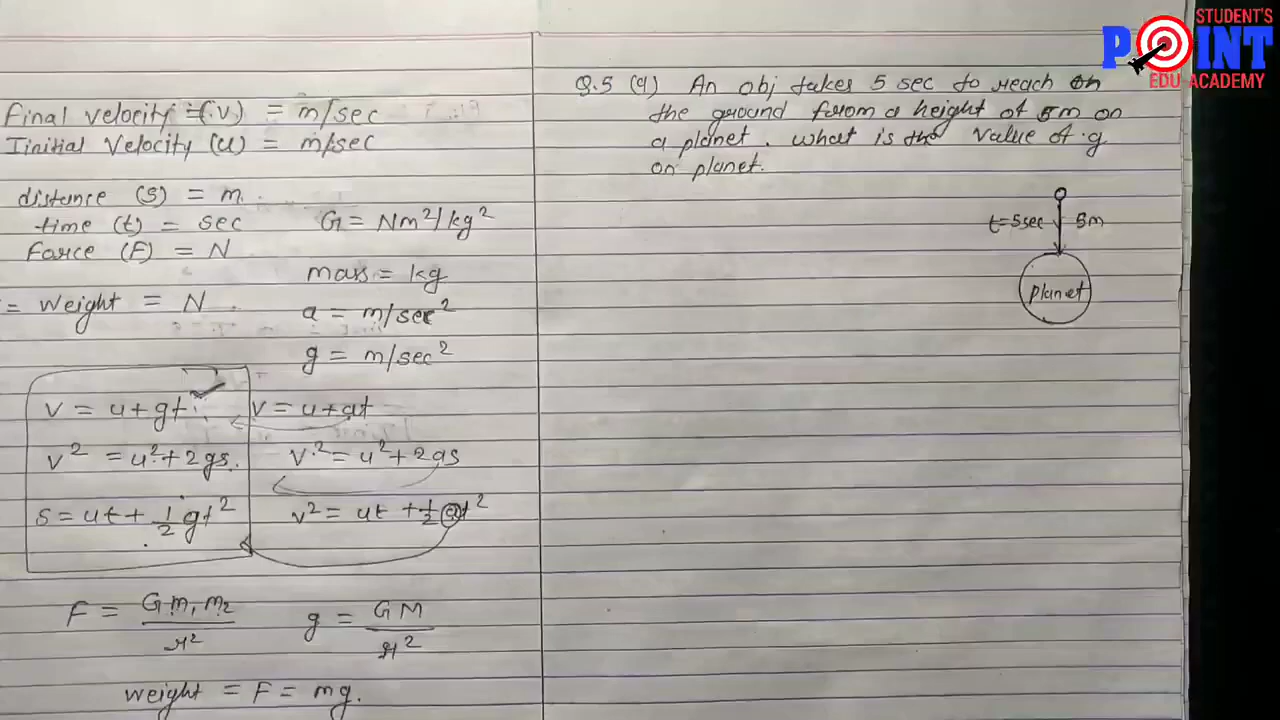 STUDENT'S
POINT
EDU ACADEMY
final velocity = (v) = m/sec
Iinitial Velocity (u) = m/sec
distance (s) = m.
time (t) = sec
G = Nm²/kg²
Farce (F) = N
mass = kg
= Weight = N
a = m/sec²
g = m/sec²
v = u+gt
v = u+at
v² = u²+2gs
v² = u²+2as
s = ut + 1/2 gt²
v² = ut + 1/2 at²
F = G m₁ m₂ / r²
g = GM / r²
weight = F = mg.
Q.5 (a) An obj takes 5 sec to reach on
the ground from a height of 5m on
a planet. what is the value of g
on planet.
t=5sec
5m
planet